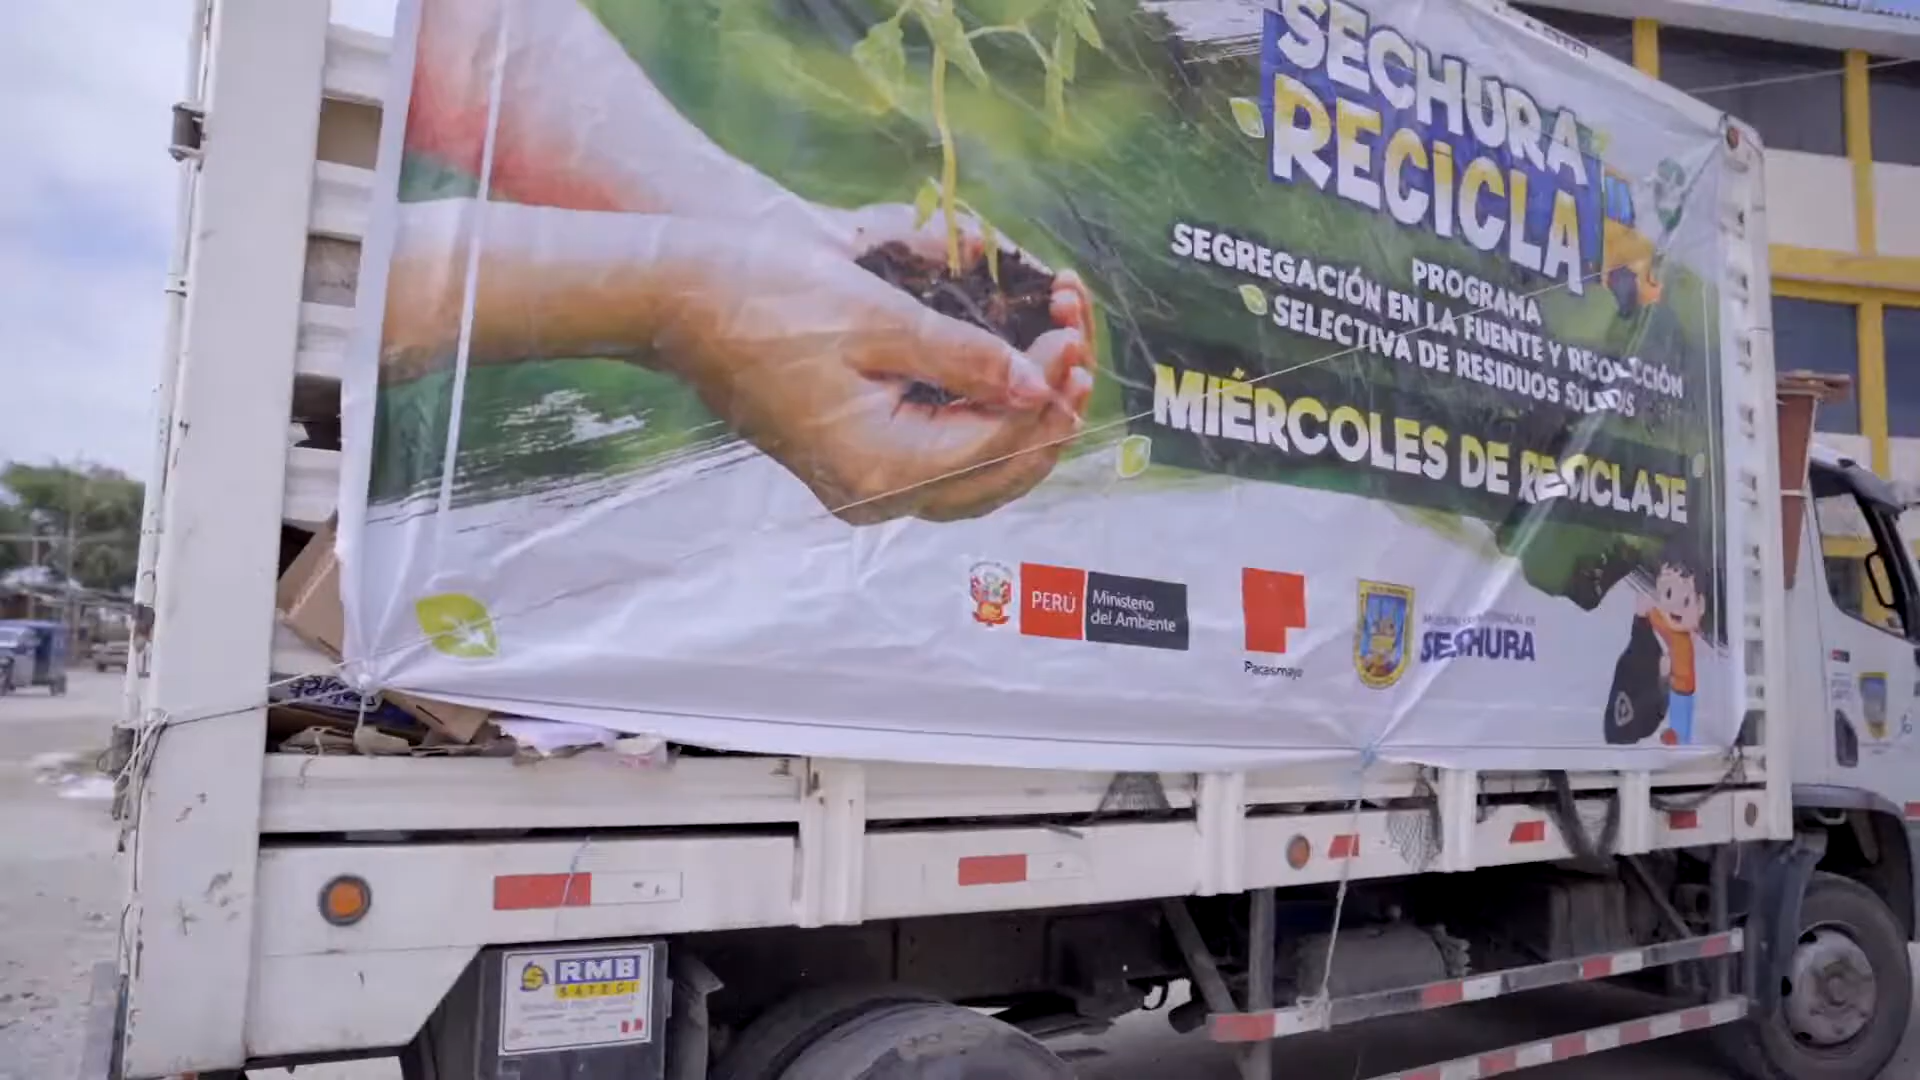 SECHURA
RECICLA
PROGRAMA
SEGREGACIÓN EN LA FUENTE Y RECOLECCIÓN
SELECTIVA DE RESIDUOS SÓLIDOS
MIÉRCOLES DE RECICLAJE
PERÚ
Ministerio
del Ambiente
Pacasmayo
SECHURA
RMB
SATECI